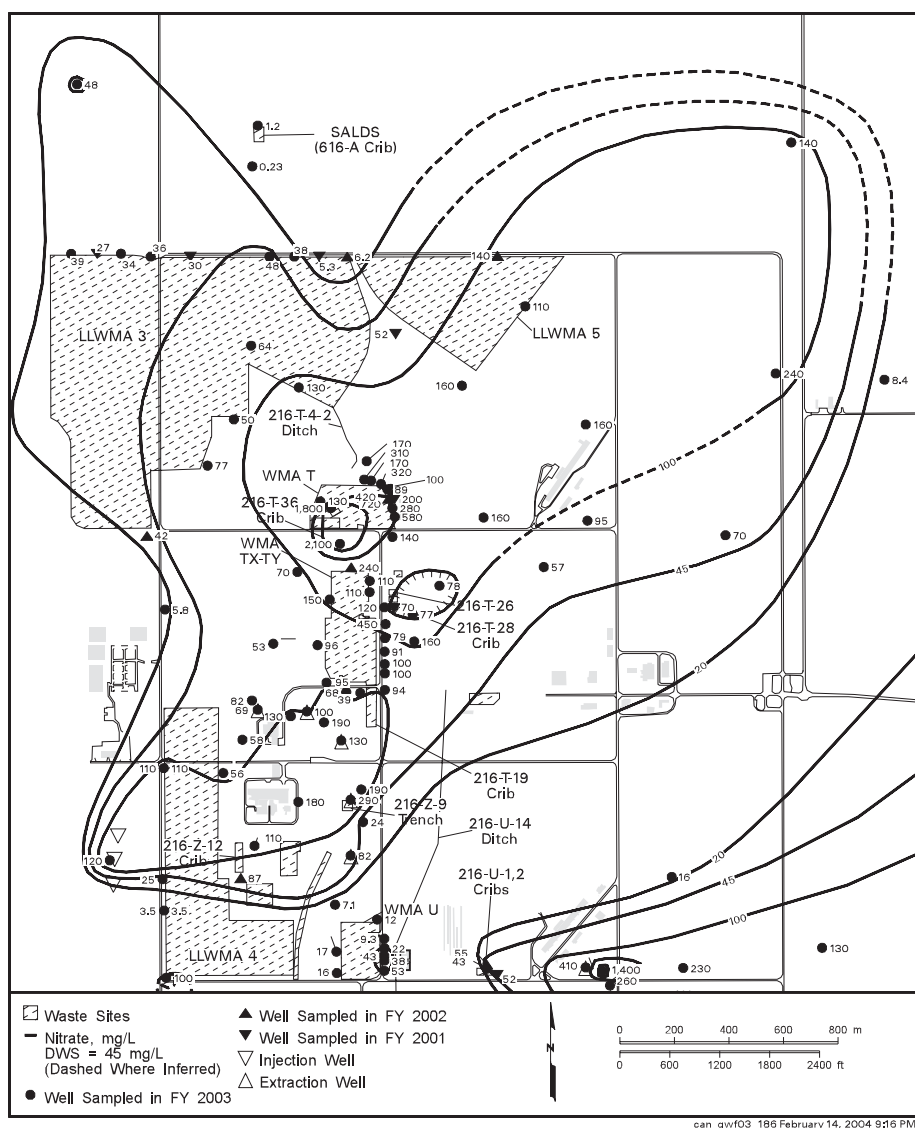 48
1.2
SALDS
(616-A Crib)
0.23
140
39
27
34
36
30
48
38
5.3
6.2
140
110
LLWMA 3
LLWMA 5
52
64
130
160
240
8.4
50
216-T-4-2
Ditch
160
77
170
310
170
320
100
100
WMA T
89
216-T-36
Crib
130
1,800
420
720
200
280
580
160
95
70
42
2,100
140
WMA
TX-TY
70
240
110
110
78
57
45
150
216-T-26
5.8
120
70
77
216-T-28
Crib
450
53
96
79
160
91
100
100
20
95
68
39
94
82
69
130
100
190
58
130
110
110
56
216-T-19
Crib
190
180
290
216-Z-9
Trench
24
216-U-14
Ditch
110
216-Z-12
Crib
82
120
20
216-U-1,2
Cribs
25
87
16
45
3.5
3.5
7.1
WMA U
12
100
9.3
22
17
43
38
55
43
130
LLWMA 4
16
53
52
410
1,400
230
260
100
Waste Sites
Nitrate, mg/L
DWS = 45 mg/L
(Dashed Where Inferred)
Well Sampled in FY 2003
Well Sampled in FY 2002
Well Sampled in FY 2001
Injection Well
Extraction Well
N
0 200 400 600 800 m
0 600 1200 1800 2400 ft
can_gwf03_186 February 14, 2004 9:16 PM